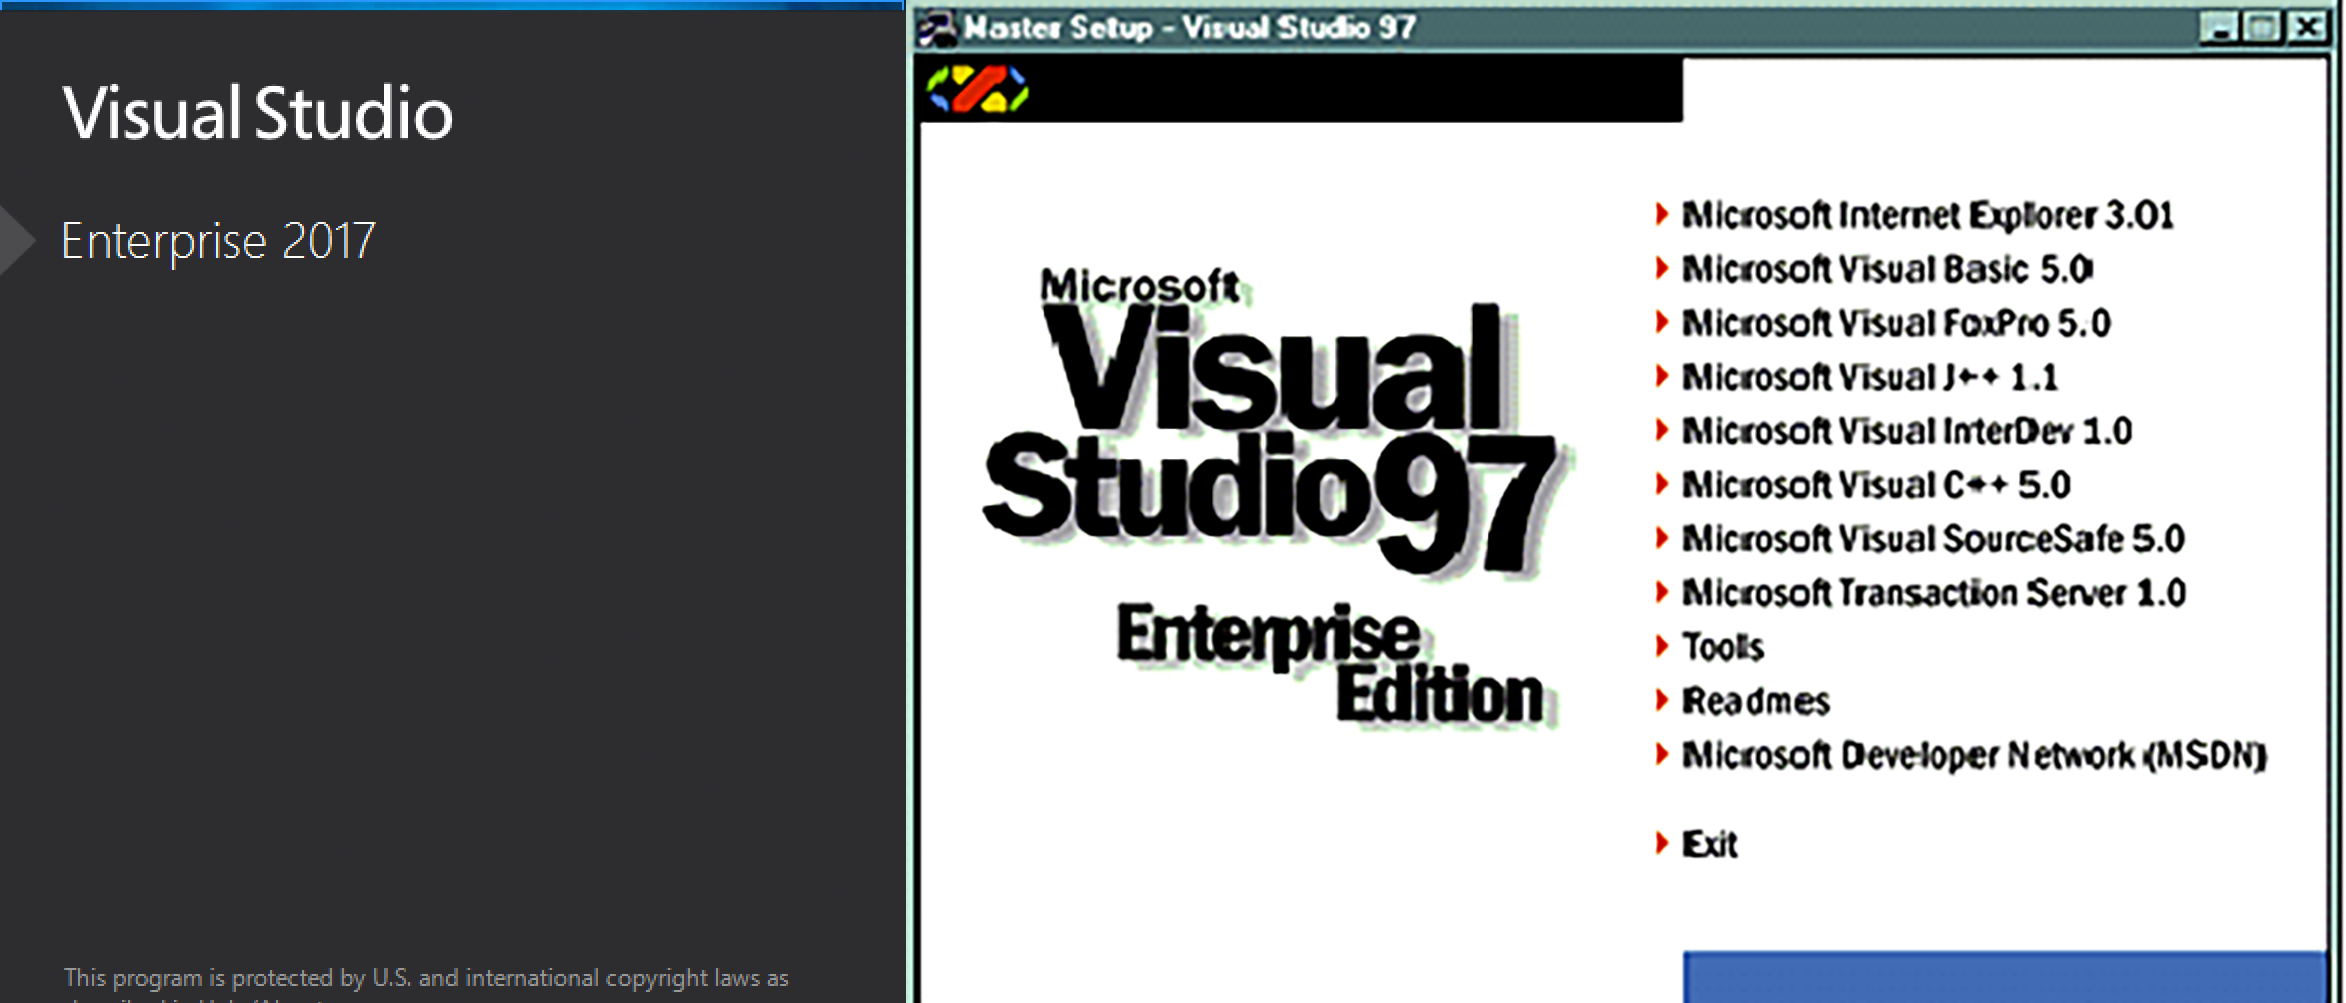 Visual Studio
Enterprise 2017
This program is protected by U.S. and international copyright laws as
Master Setup - Visual Studio 97
Microsoft
Visual
Studio97
Enterprise
Edition
Microsoft Internet Explorer 3.01
Microsoft Visual Basic 5.0
Microsoft Visual FoxPro 5.0
Microsoft Visual J++ 1.1
Microsoft Visual InterDev 1.0
Microsoft Visual C++ 5.0
Microsoft Visual SourceSafe 5.0
Microsoft Transaction Server 1.0
Tools
Readmes
Microsoft Developer Network (MSDN)
Exit